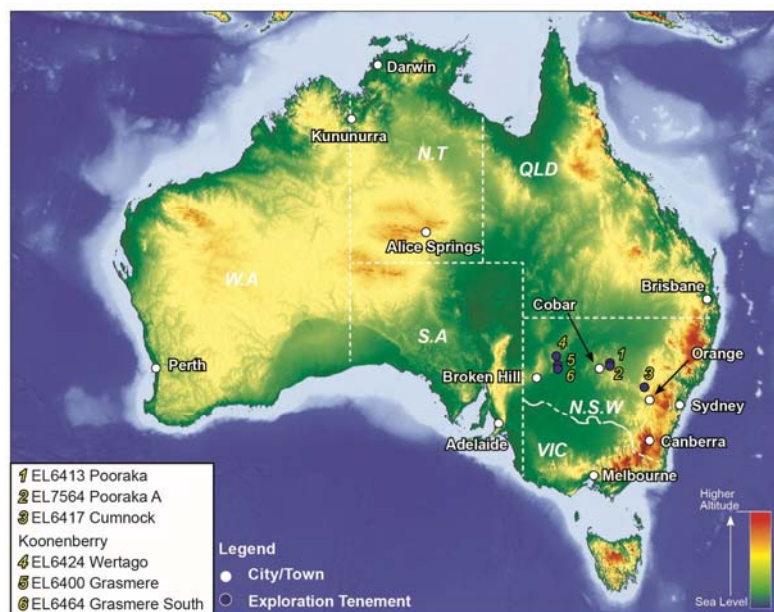 Darwin
Kununurra
N.T
QLD
Alice Springs
W.A
Brisbane
Cobar
S.A
4
1
Orange
5
2
Perth
6
3
Broken Hill
N.S.W
Sydney
Adelaide
VIC
Canberra
Melbourne
1 EL6413 Pooraka
2 EL7564 Pooraka A
3 EL6417 Cumnock
Koonenberry
4 EL6424 Wertago
5 EL6400 Grasmere
6 EL6464 Grasmere South
Legend
City/Town
Exploration Tenement
Higher
Altitude
Sea Level